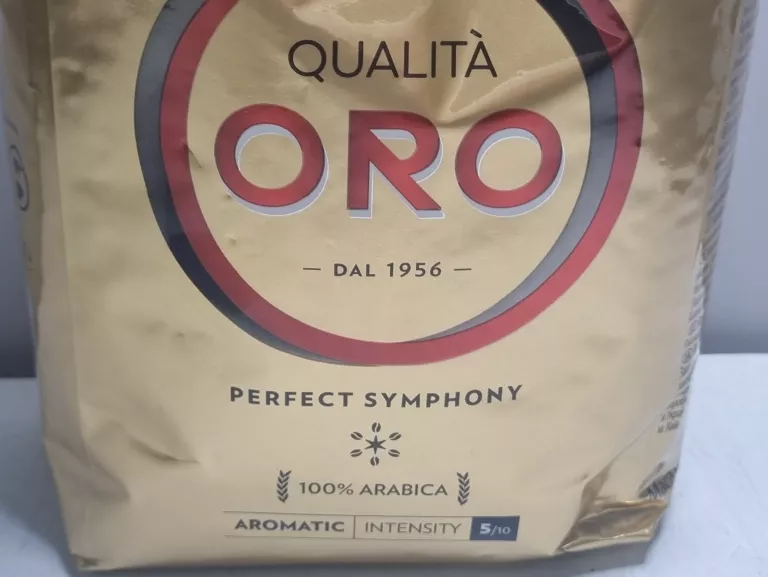 QUALITÀ
ORO
— DAL 1956 —
PERFECT SYMPHONY
100% ARABICA
AROMATIC | INTENSITY 5/10